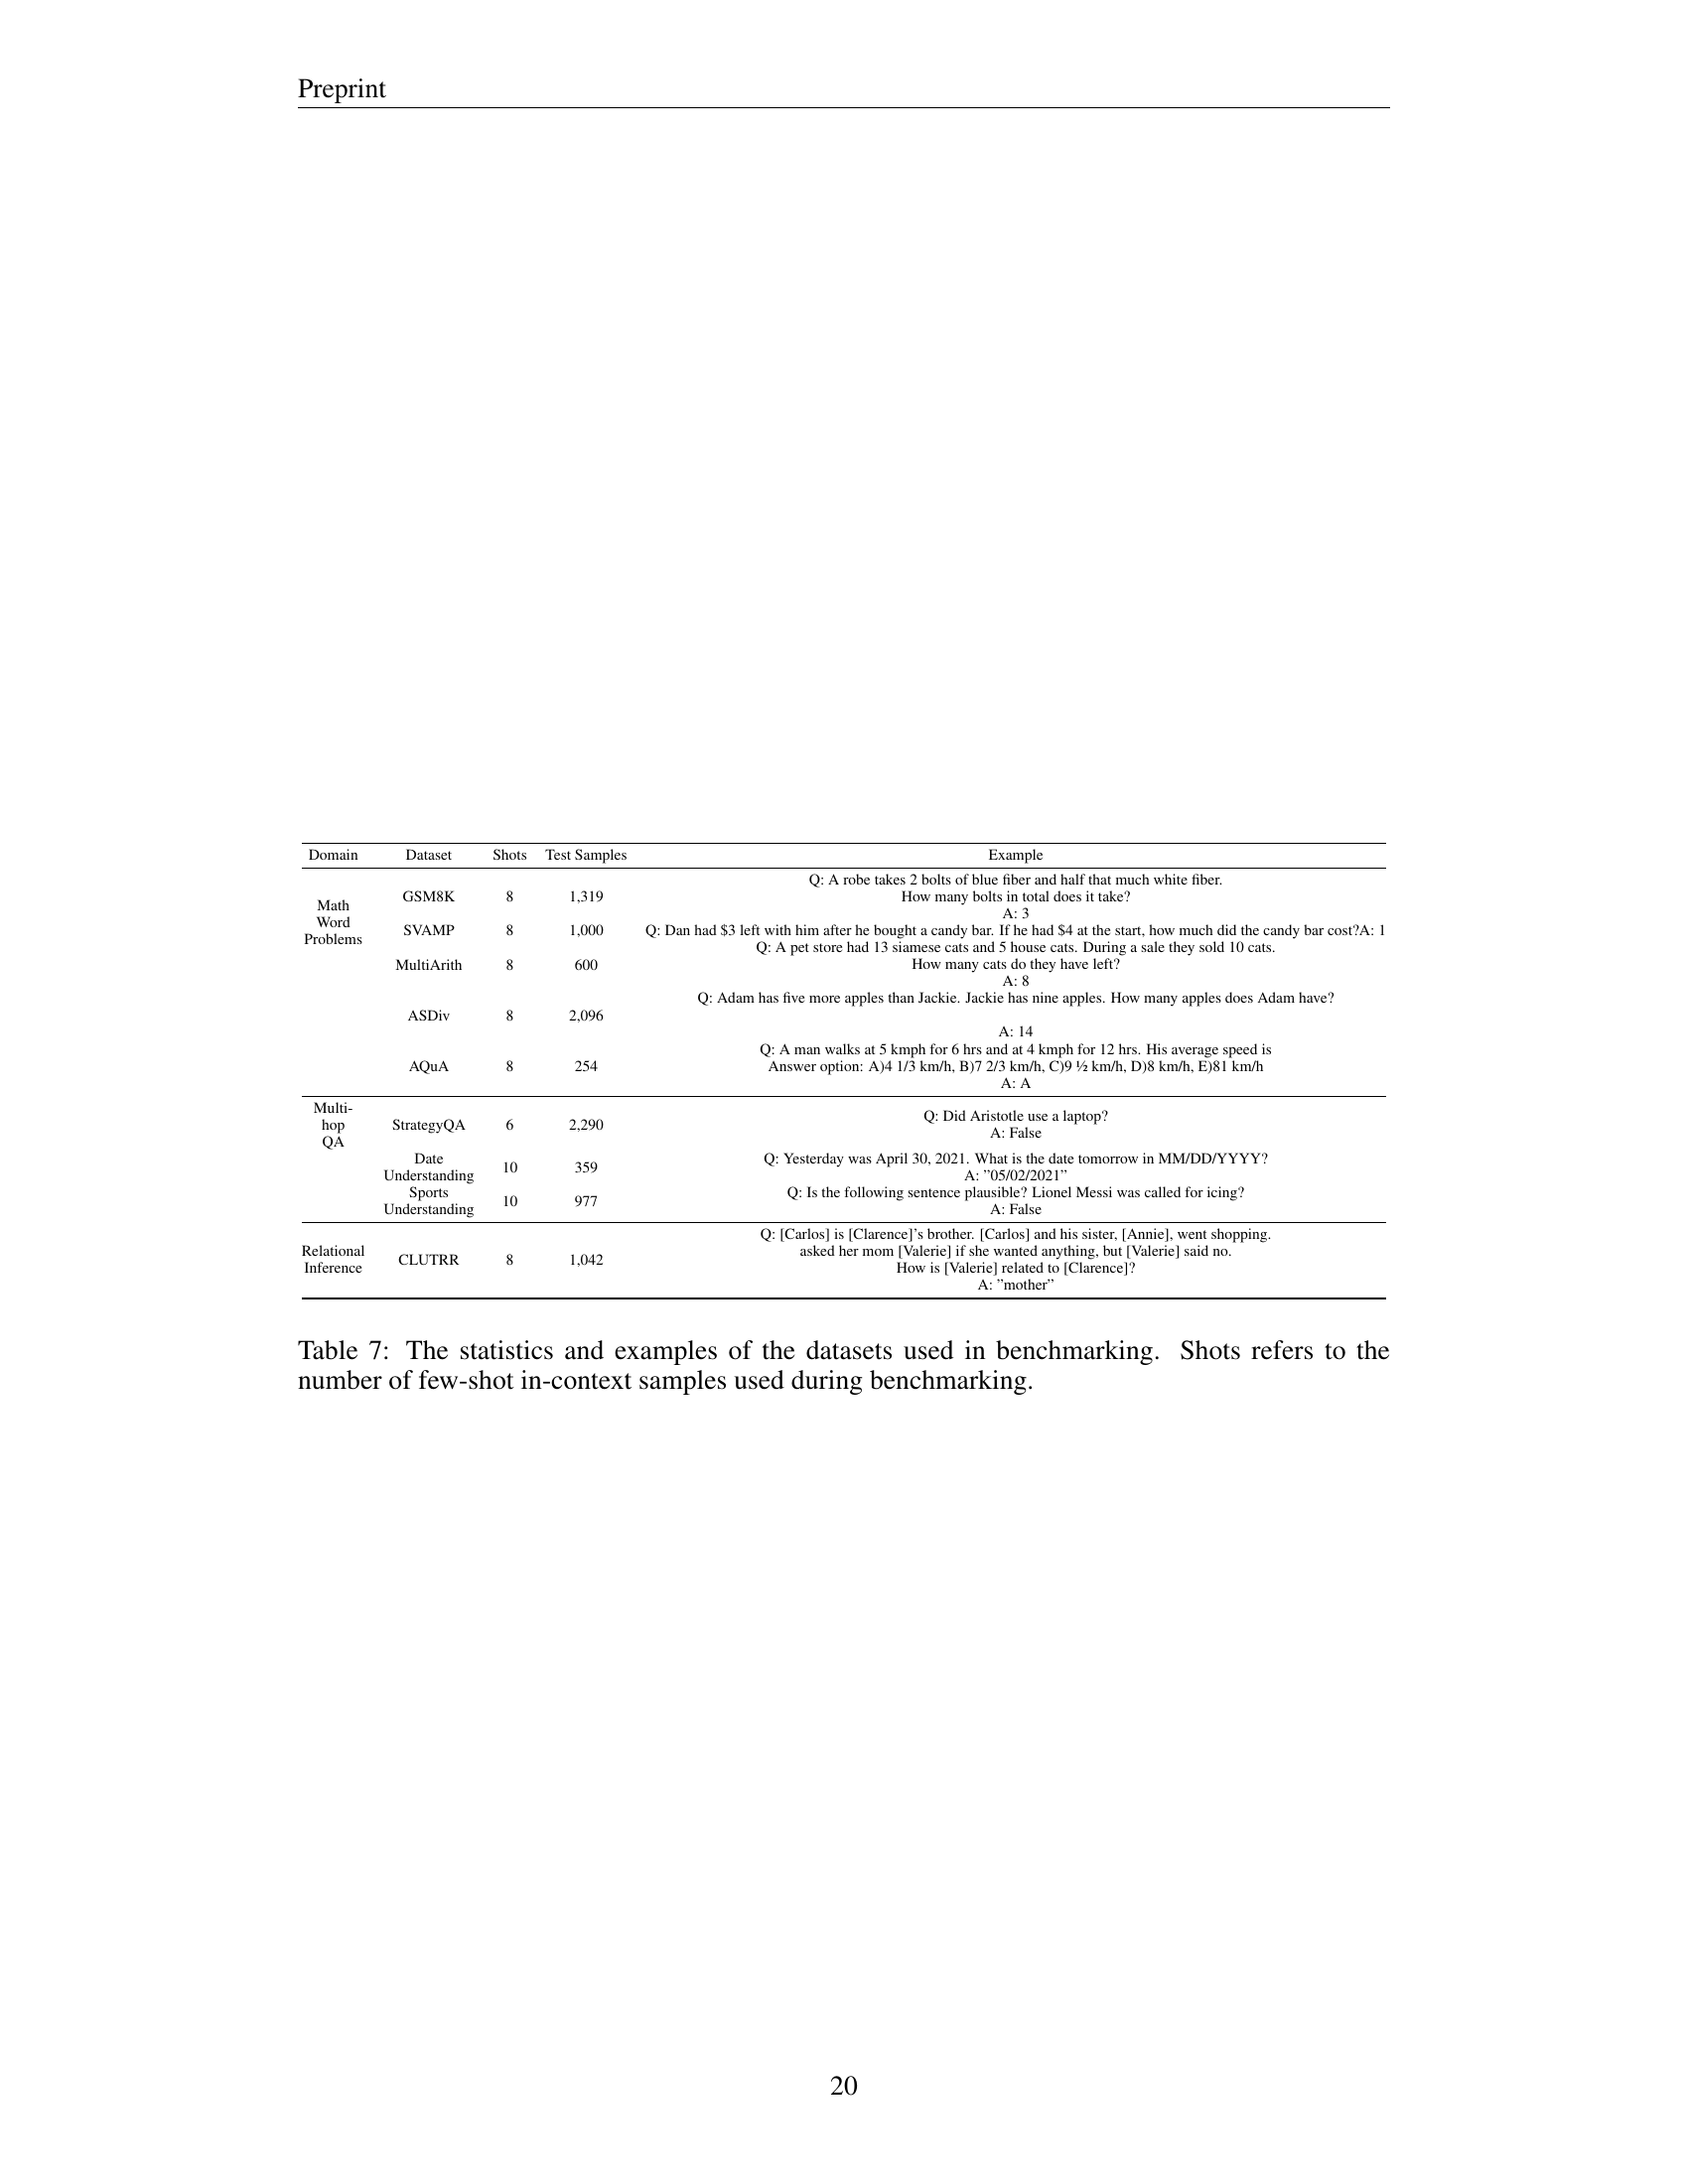 Preprint
Domain Dataset Shots Test Samples Example
Math
Word
Problems
GSM8K 8 1,319
Q: A robe takes 2 bolts of blue fiber and half that much white fiber.
How many bolts in total does it take?
A: 3
SVAMP 8 1,000 Q: Dan had $3 left with him after he bought a candy bar. If he had $4 at the start, how much did the candy bar cost?A: 1
MultiArith 8 600
Q: A pet store had 13 siamese cats and 5 house cats. During a sale they sold 10 cats.
How many cats do they have left?
A: 8
ASDiv 8 2,096
Q: Adam has five more apples than Jackie. Jackie has nine apples. How many apples does Adam have?
A: 14
AQuA 8 254
Q: A man walks at 5 kmph for 6 hrs and at 4 kmph for 12 hrs. His average speed is
Answer option: A)4 1/3 km/h, B)7 2/3 km/h, C)9 ½ km/h, D)8 km/h, E)81 km/h
A: A
Multi-
hop
QA
StrategyQA 6 2,290
Q: Did Aristotle use a laptop?
A: False
Date
Understanding
10 359
Q: Yesterday was April 30, 2021. What is the date tomorrow in MM/DD/YYYY?
A: ”05/02/2021”
Sports
Understanding
10 977
Q: Is the following sentence plausible? Lionel Messi was called for icing?
A: False
Relational
Inference
CLUTRR 8 1,042
Q: [Carlos] is [Clarence]’s brother. [Carlos] and his sister, [Annie], went shopping.
asked her mom [Valerie] if she wanted anything, but [Valerie] said no.
How is [Valerie] related to [Clarence]?
A: ”mother”
Table 7: The statistics and examples of the datasets used in benchmarking. Shots refers to the
number of few-shot in-context samples used during benchmarking.
20